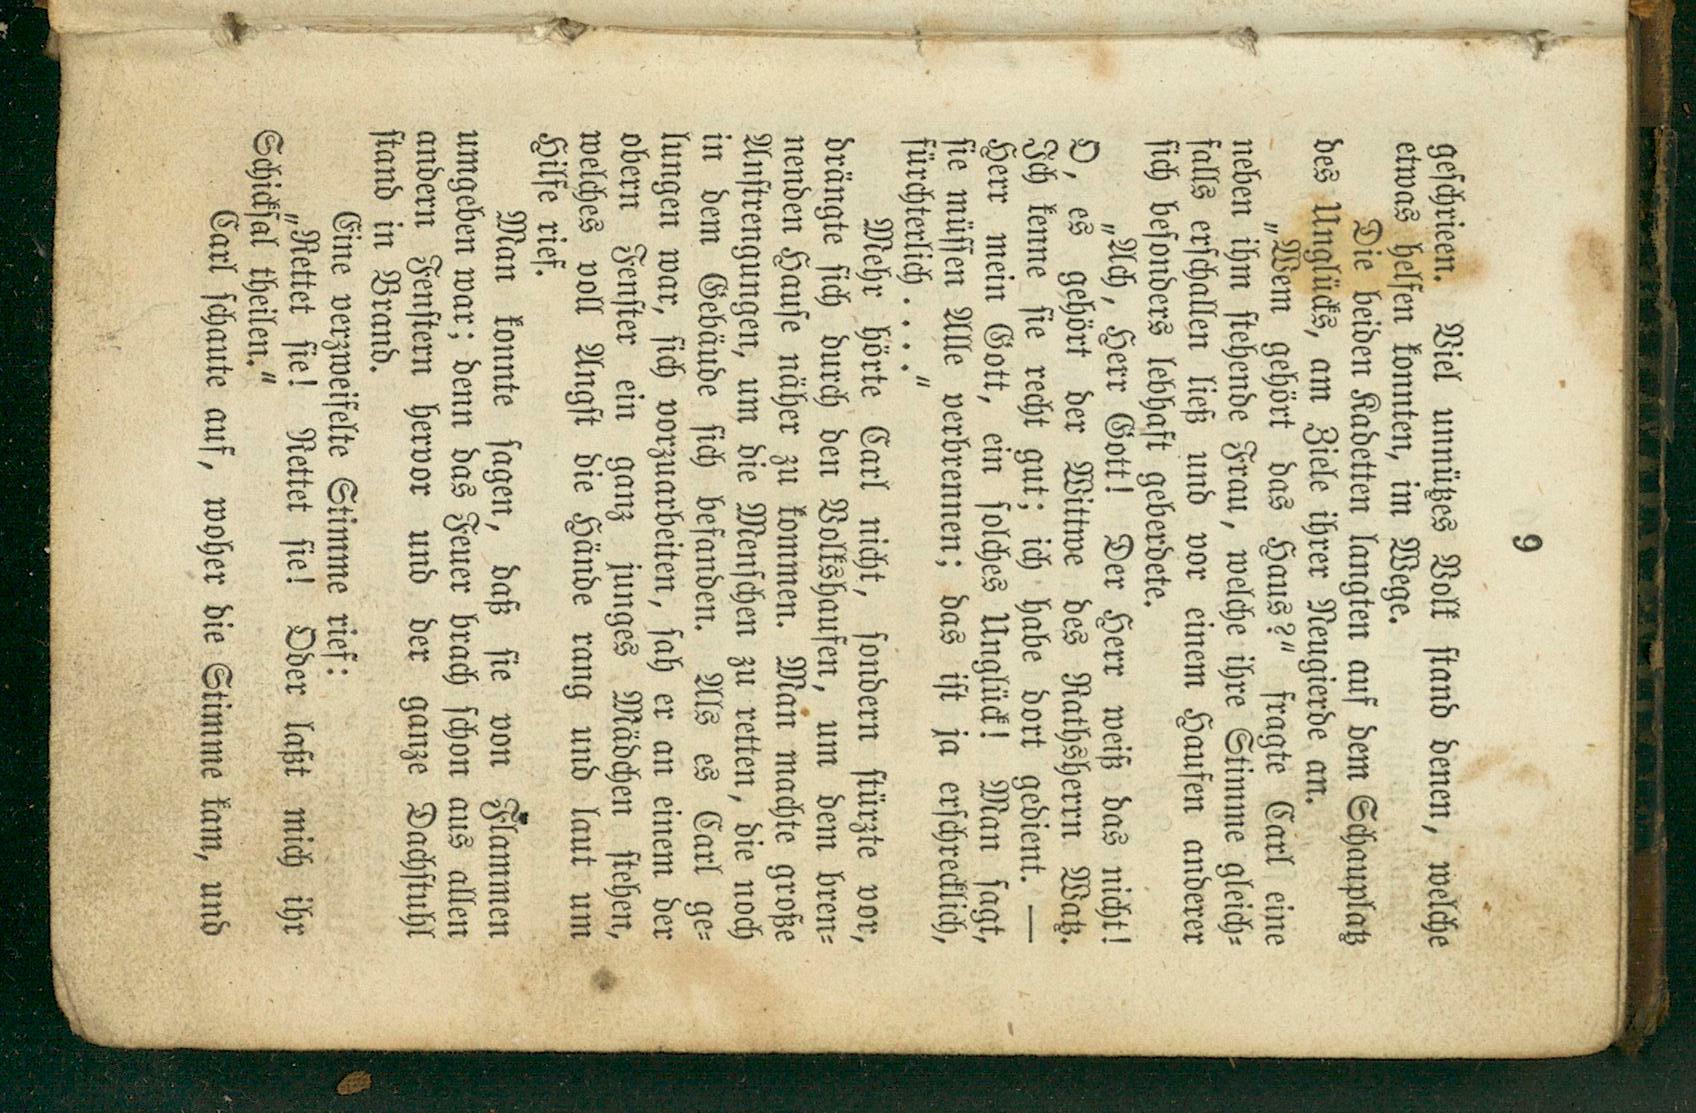 9
geschrieen. Viel unnützes Volk stand denen, welche
etwas helfen konnten, im Wege.
Die beiden Kadetten langten auf dem Schauplatz
des Unglücks, am Ziele ihrer Neugierde an.
„Wem gehört das Haus?“ fragte Carl eine
neben ihm stehende Frau, welche ihre Stimme gleich-
falls erschallen ließ und vor einem Haufen anderer
sich besonders lebhaft geberdete.
„Ach, Herr Gott! Der Herr weiß das nicht!
O, es gehört der Wittwe des Rathsherrn Watz.
Ich kenne sie recht gut; ich habe dort gedient. —
Herr mein Gott, ein solches Unglück! Man sagt,
sie müssen Alle verbrennen; das ist ja erschrecklich,
fürchterlich . . . .“
Mehr hörte Carl nicht, sondern stürzte vor,
drängte sich durch den Volkshaufen, um dem bren-
nenden Hause näher zu kommen. Man machte große
Anstrengungen, um die Menschen zu retten, die noch
in dem Gebäude sich befanden. Als es Carl ge-
lungen war, sich vorzuarbeiten, sah er an einem der
obern Fenster ein ganz junges Mädchen stehen,
welches voll Angst die Hände rang und laut um
Hilfe rief.
Man konnte sagen, daß sie von Flammen
umgeben war; denn das Feuer brach schon aus allen
andern Fenstern hervor und der ganze Dachstuhl
stand in Brand.
Eine verzweifelte Stimme rief:
„Rettet sie! Rettet sie! Oder laßt mich ihr
Schicksal theilen.“
Carl schaute auf, woher die Stimme kam, und